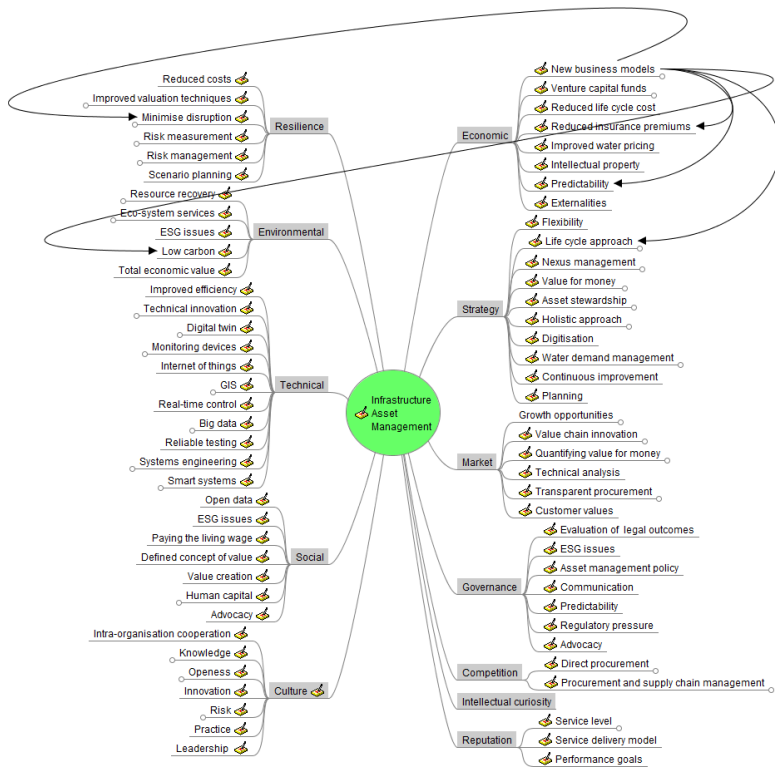 Reduced costs
Improved valuation techniques
Minimise disruption
Risk measurement
Risk management
Scenario planning
Resilience
Resource recovery
Eco-system services
ESG issues
Low carbon
Total economic value
Environmental
Improved efficiency
Technical innovation
Digital twin
Monitoring devices
Internet of things
GIS
Real-time control
Big data
Reliable testing
Systems engineering
Smart systems
Technical
Open data
ESG issues
Paying the living wage
Defined concept of value
Value creation
Human capital
Advocacy
Social
Intra-organisation cooperation
Knowledge
Openess
Innovation
Risk
Practice
Leadership
Culture
Infrastructure
Asset
Management
Economic
New business models
Venture capital funds
Reduced life cycle cost
Reduced insurance premiums
Improved water pricing
Intellectual property
Predictability
Externalities
Strategy
Flexibility
Life cycle approach
Nexus management
Value for money
Asset stewardship
Holistic approach
Digitisation
Water demand management
Continuous improvement
Planning
Market
Growth opportunities
Value chain innovation
Quantifying value for money
Technical analysis
Transparent procurement
Customer values
Governance
Evaluation of legal outcomes
ESG issues
Asset management policy
Communication
Predictability
Regulatory pressure
Advocacy
Competition
Direct procurement
Procurement and supply chain management
Intellectual curiosity
Reputation
Service level
Service delivery model
Performance goals